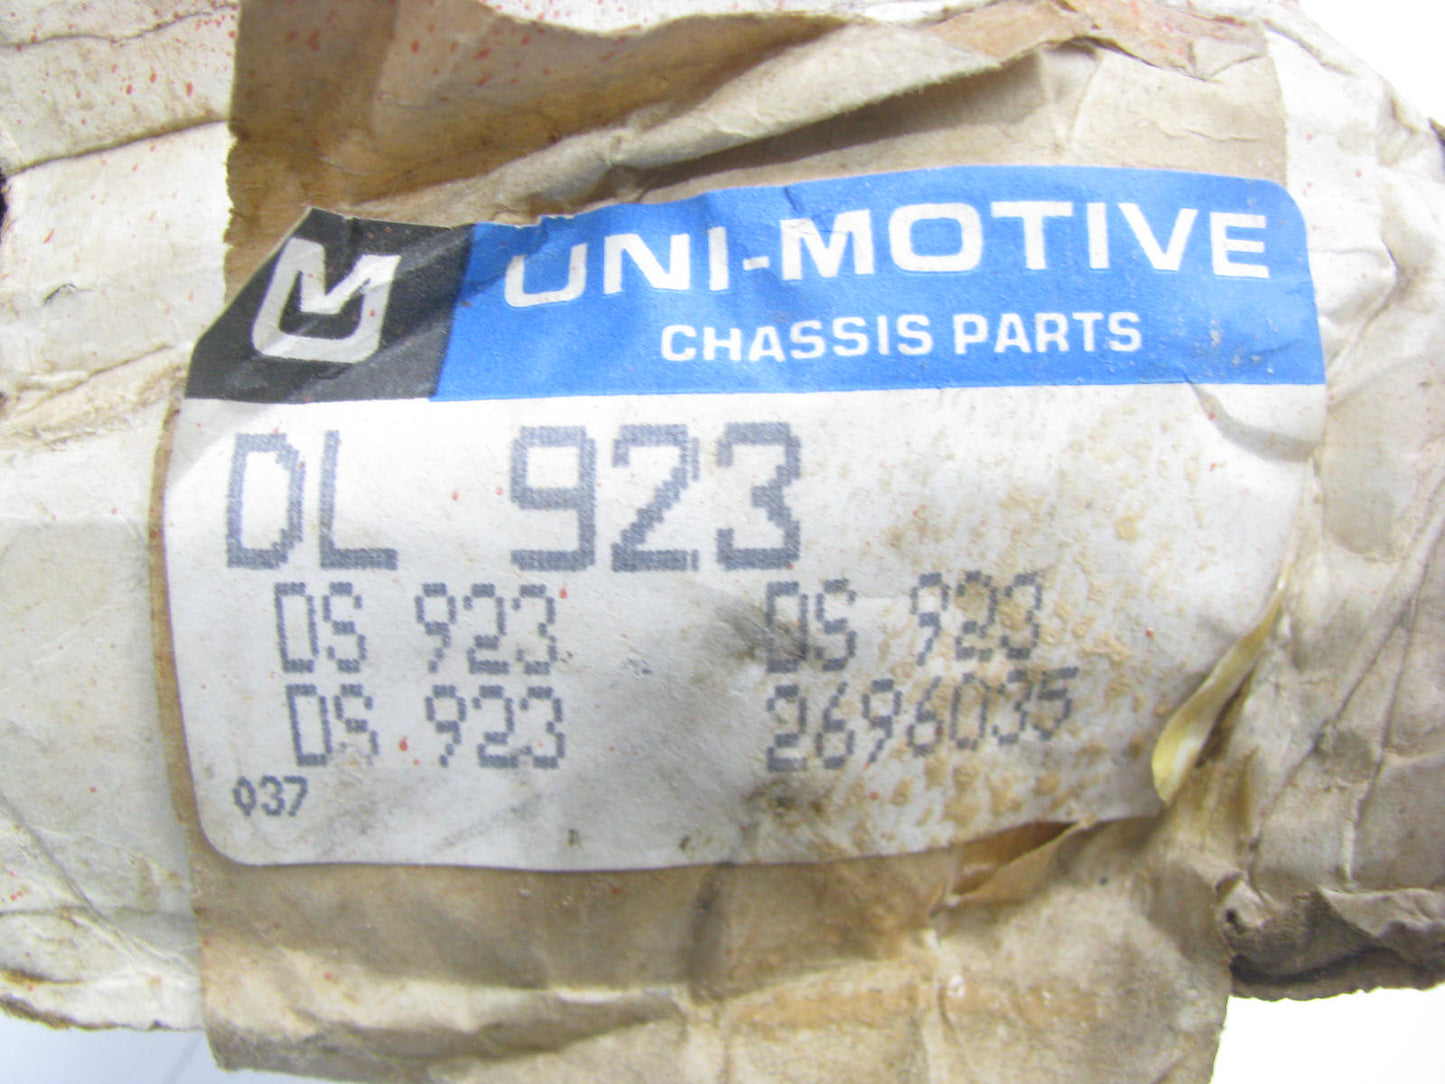 UNI-MOTIVE
CHASSIS PARTS
DL 923
DS 923 DS 923
DS 923 2696035
037